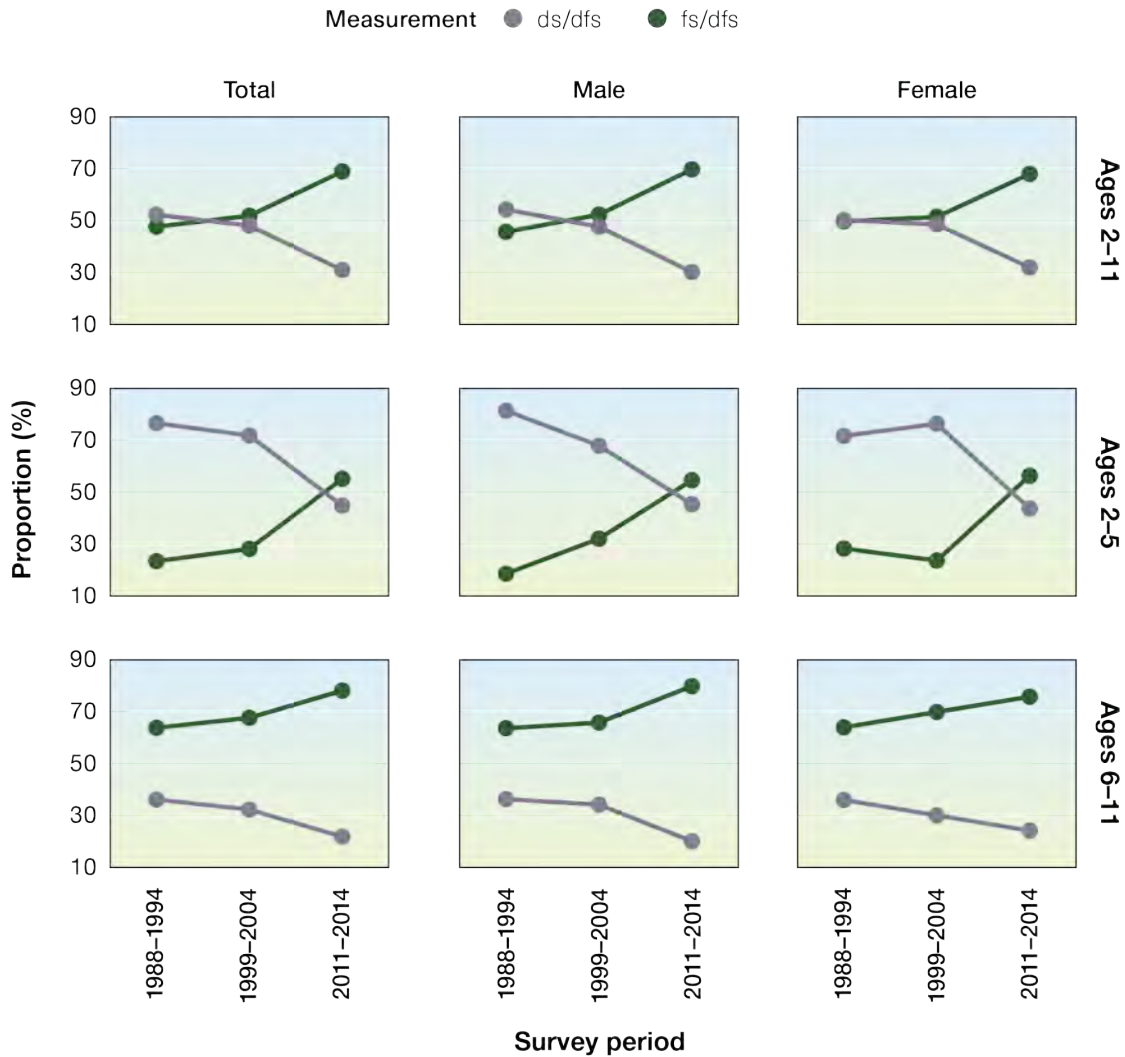 Measurement ds/dfs fs/dfs
Total Male Female
90
70
50
30
10
Ages 2–11
90
70
50
30
10
Ages 2–5
90
70
50
30
10
Ages 6–11
Proportion (%)
1988–1994 1999–2004 2011–2014 1988–1994 1999–2004 2011–2014 1988–1994 1999–2004 2011–2014
Survey period